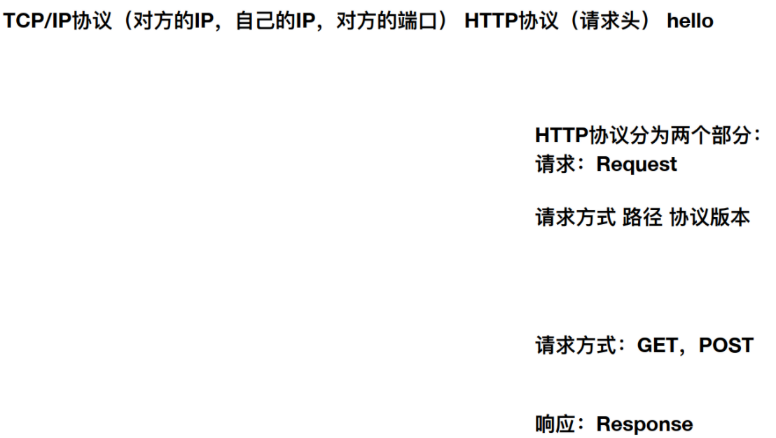 TCP/IP协议（对方的IP，自己的IP，对方的端口） HTTP协议（请求头） hello
HTTP协议分为两个部分：
请求：Request
请求方式 路径 协议版本
请求方式：GET，POST
响应：Response